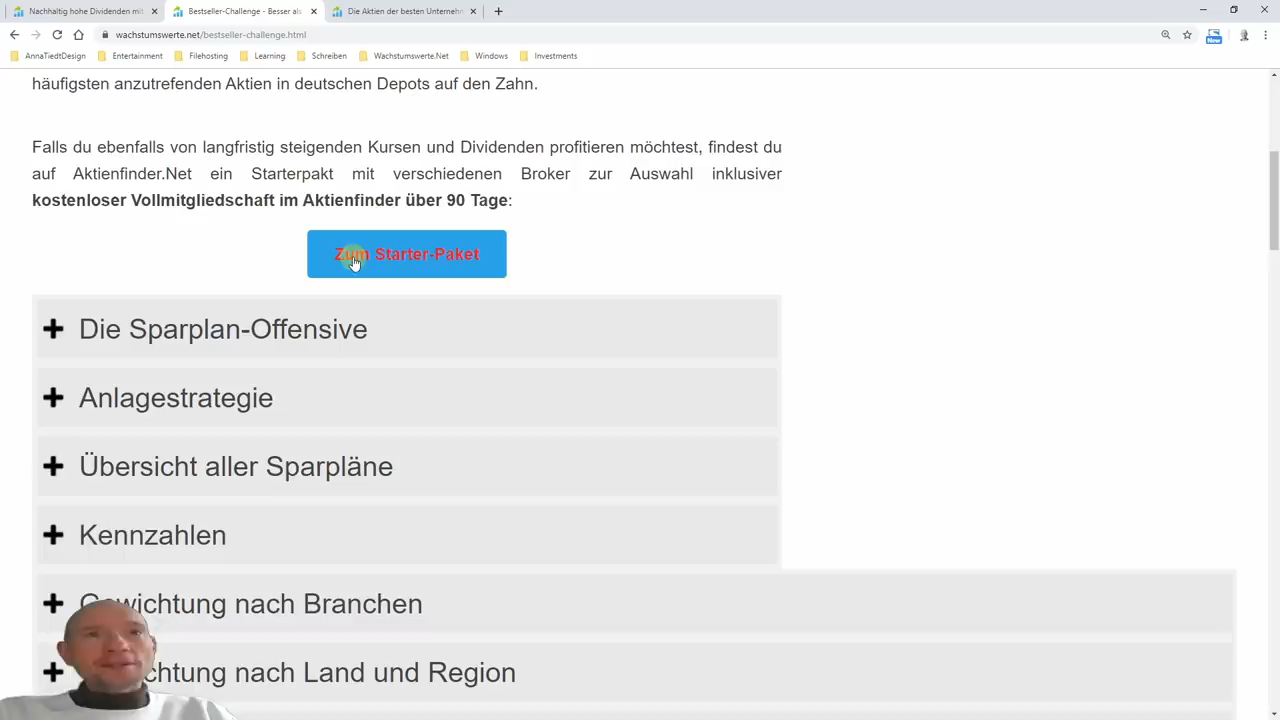 Nachhaltig hohe Dividenden mit
Bestseller-Challenge - Besser als
Die Aktien der besten Unternehm
wachstumswerte.net/bestseller-challenge.html
New
AnnaTiedtDesign
Entertainment
Filehosting
Learning
Schreiben
Wachstumswerte.Net
Windows
Investments
häufigsten anzutrefenden Aktien in deutschen Depots auf den Zahn.
Falls du ebenfalls von langfristig steigenden Kursen und Dividenden profitieren möchtest, findest du
auf Aktienfinder.Net ein Starterpakt mit verschiedenen Broker zur Auswahl inklusiver
kostenloser Vollmitgliedschaft im Aktienfinder über 90 Tage:
Zum Starter-Paket
Die Sparplan-Offensive
Anlagestrategie
Übersicht aller Sparpläne
Kennzahlen
Gewichtung nach Branchen
chtung nach Land und Region